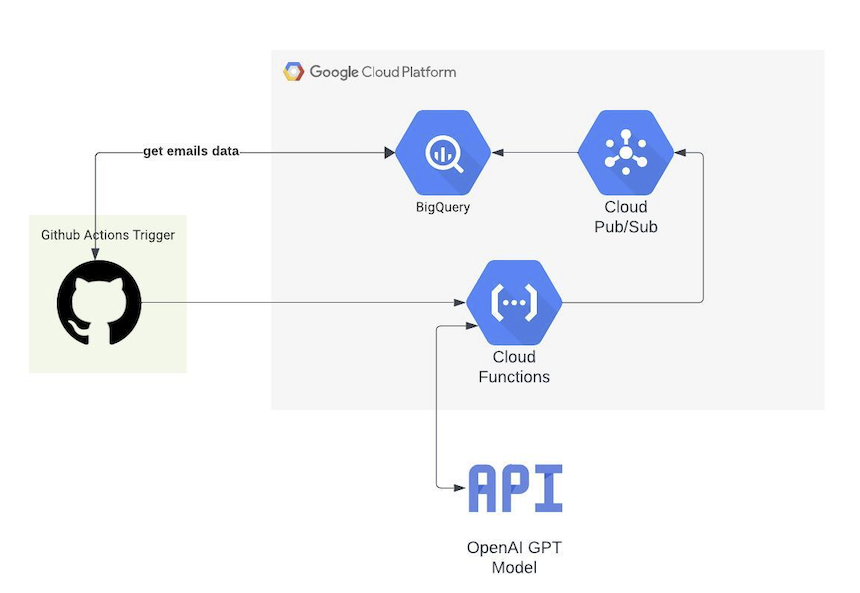 Google Cloud Platform
get emails data
BigQuery
Cloud
Pub/Sub
Github Actions Trigger
Cloud
Functions
API
OpenAI GPT
Model